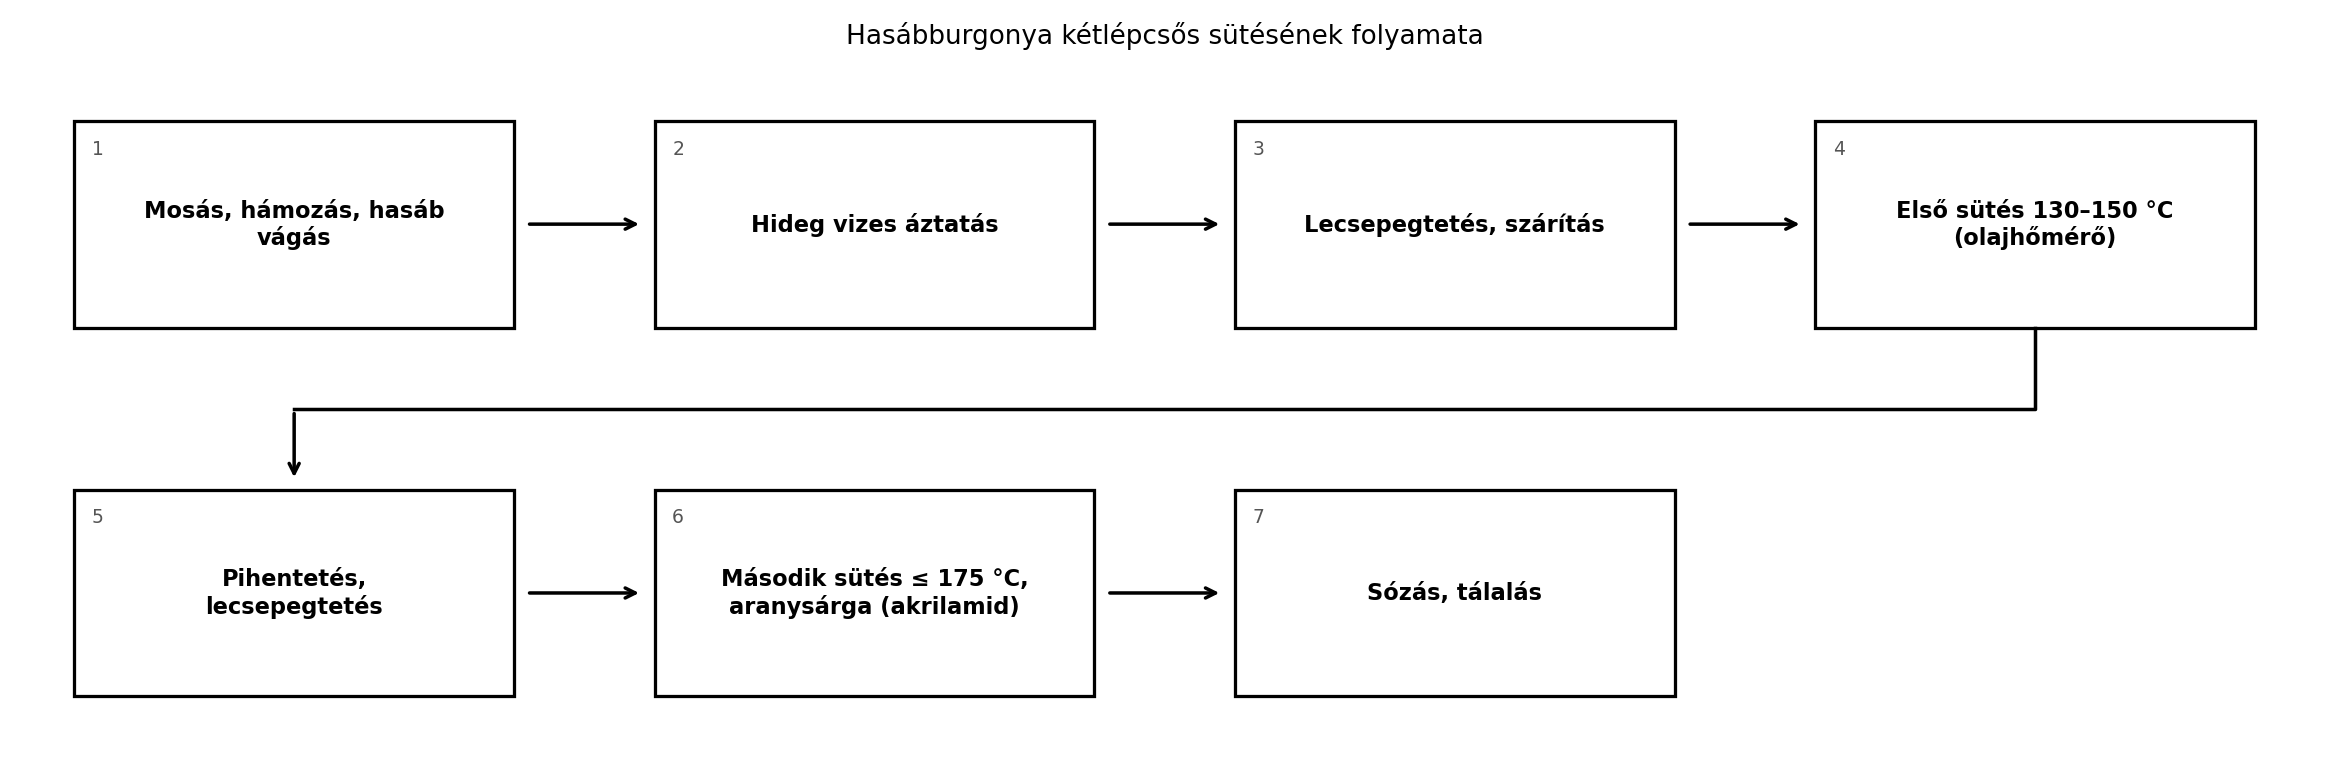 Hasábburgonya kétlépcsős sütésének folyamata
1
Mosás, hámozás, hasáb
vágás
2
Hideg vizes áztatás
3
Lecsepegtetés, szárítás
4
Első sütés 130–150 °C
(olajhőmérő)
5
Pihentetés,
lecsepegtetés
6
Második sütés ≤ 175 °C,
aranysárga (akrilamid)
7
Sózás, tálalás